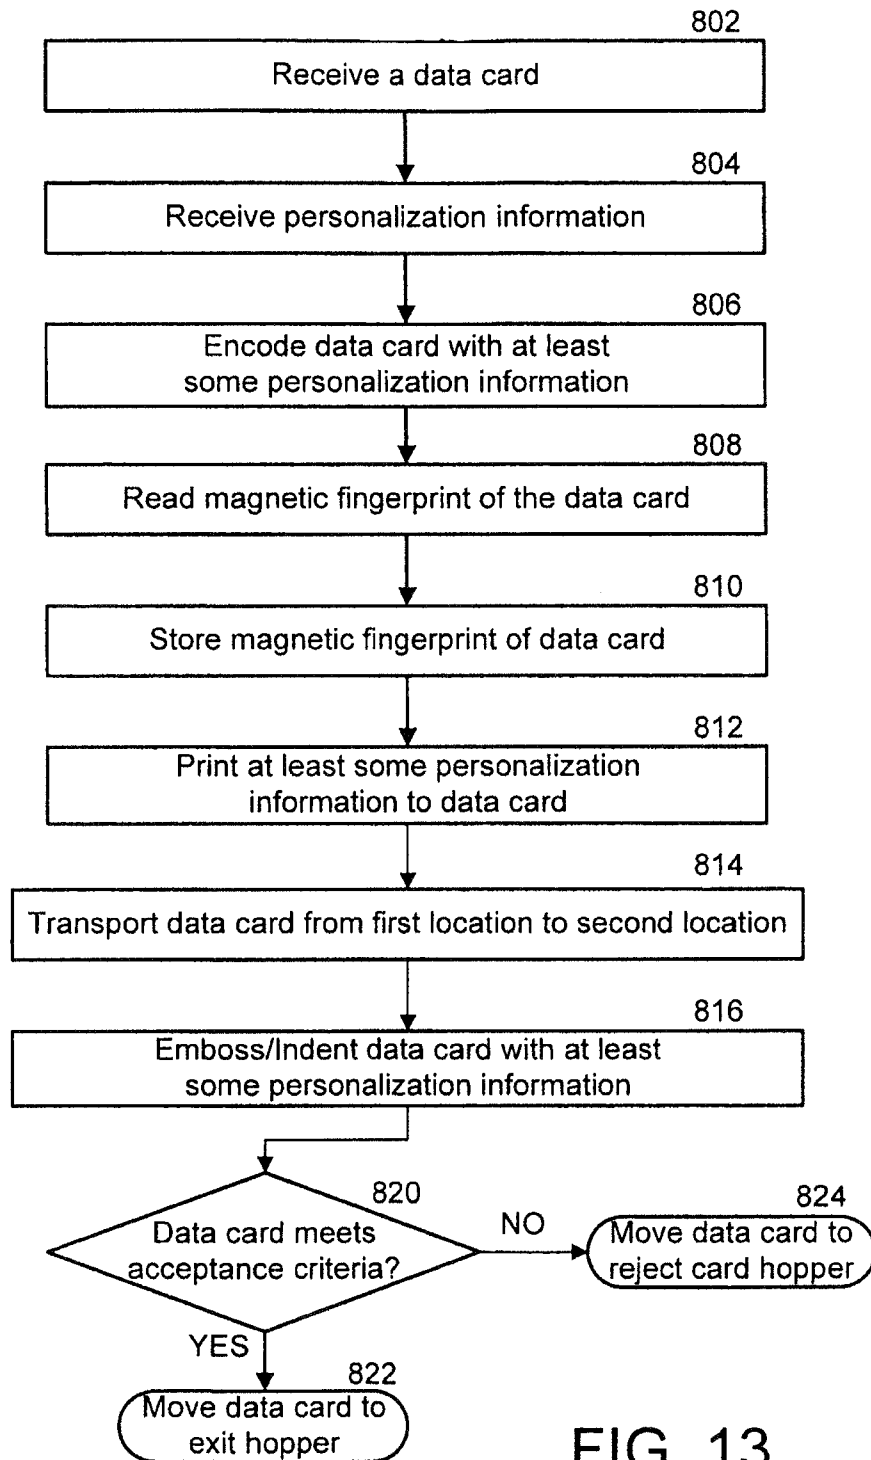 802
Receive a data card
804
Receive personalization information
806
Encode data card with at least
some personalization information
808
Read magnetic fingerprint of the data card
810
Store magnetic fingerprint of data card
812
Print at least some personalization
information to data card
814
Transport data card from first location to second location
816
Emboss/Indent data card with at least
some personalization information
820
Data card meets
acceptance criteria?
NO
824
Move data card to
reject card hopper
YES
822
Move data card to
exit hopper
FIG. 13